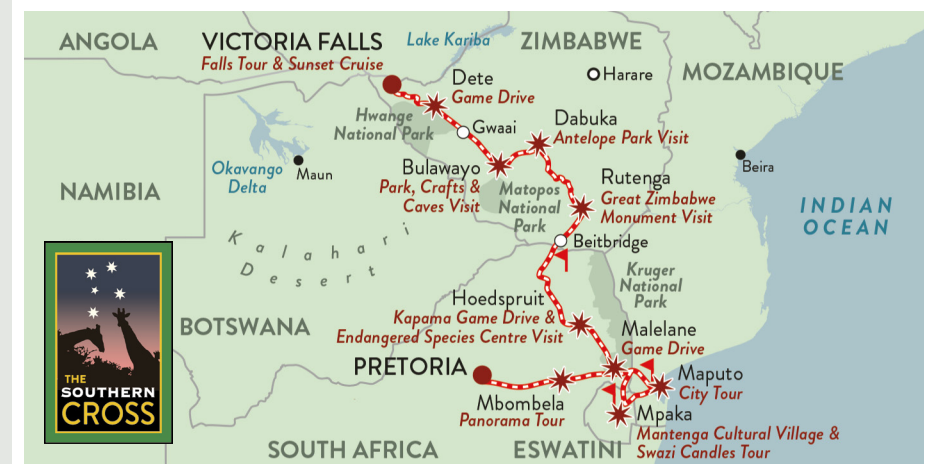 ANGOLA
VICTORIA FALLS
Falls Tour & Sunset Cruise
Lake Kariba
ZIMBABWE
Harare
MOZAMBIQUE
Dete
Game Drive
Hwange
National Park
Gwaai
Dabuka
Antelope Park Visit
Okavango
Delta
Maun
Bulawayo
Park, Crafts &
Caves Visit
Matopos
National
Park
Rutenga
Great Zimbabwe
Monument Visit
Beira
NAMIBIA
INDIAN
OCEAN
Kalahari
Desert
Beitbridge
Kruger
National
Park
Hoedspruit
Kapama Game Drive &
Endangered Species Centre Visit
BOTSWANA
Malelane
Game Drive
PRETORIA
Mbombela
Panorama Tour
Maputo
City Tour
Mpaka
Mantenga Cultural Village &
Swazi Candles Tour
SOUTH AFRICA
ESWATINI
THE
SOUTHERN
CROSS